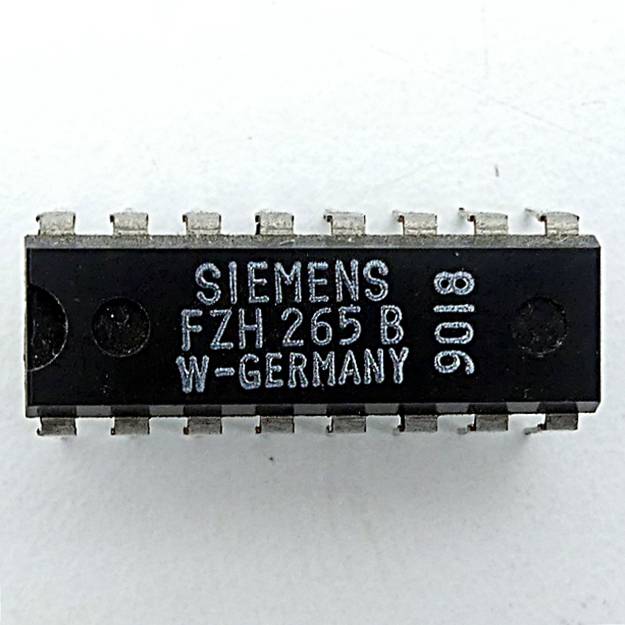 SIEMENS
FZH 265 B
W-GERMANY
9018